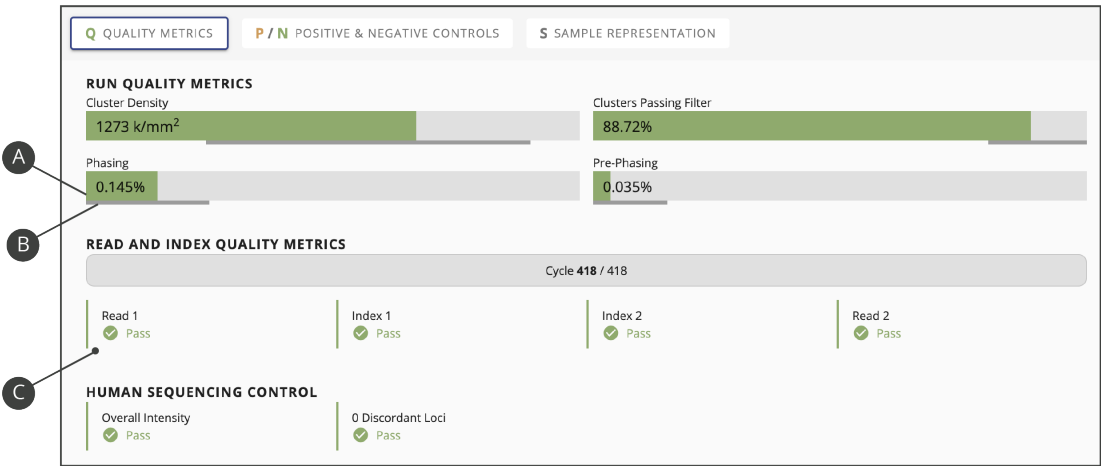 Q QUALITY METRICS P / N POSITIVE & NEGATIVE CONTROLS S SAMPLE REPRESENTATION
RUN QUALITY METRICS
Cluster Density Clusters Passing Filter
1273 k/mm² 88.72%
A
Phasing Pre-Phasing
0.145% 0.035%
B
READ AND INDEX QUALITY METRICS
Cycle 418 / 418
Read 1 Index 1 Index 2 Read 2
Pass Pass Pass Pass
C
HUMAN SEQUENCING CONTROL
Overall Intensity 0 Discordant Loci
Pass Pass